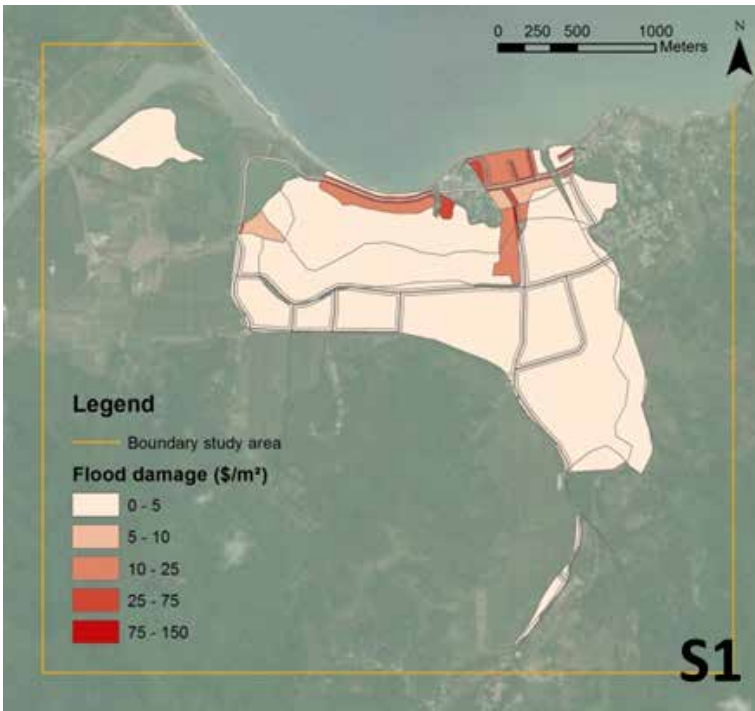 0 250 500 1000
Meters
N
Legend
Boundary study area
Flood damage ($/m²)
0 - 5
5 - 10
10 - 25
25 - 75
75 - 150
S1